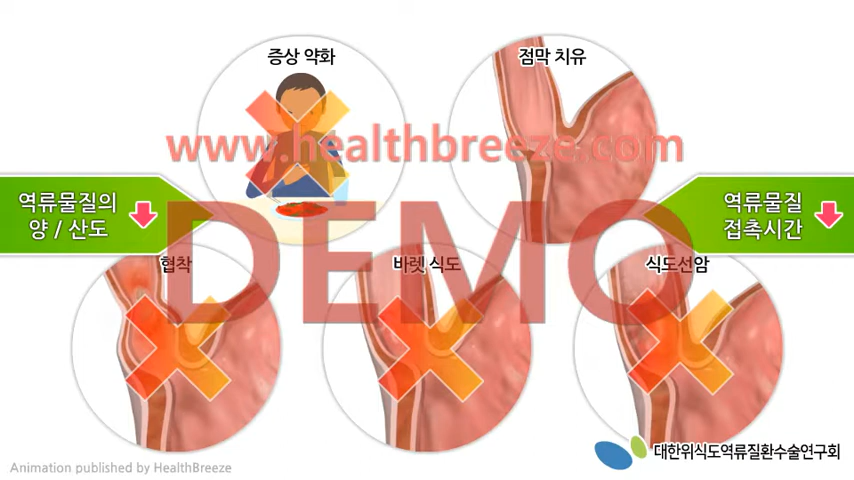 증상 약화
점막 치유
www.healthbreeze.com
역류물질의
양 / 산도
역류물질
접촉시간
DEMO
협착
바렛 식도
식도선암
대한위식도역류질환수술연구회
Animation published by HealthBreeze